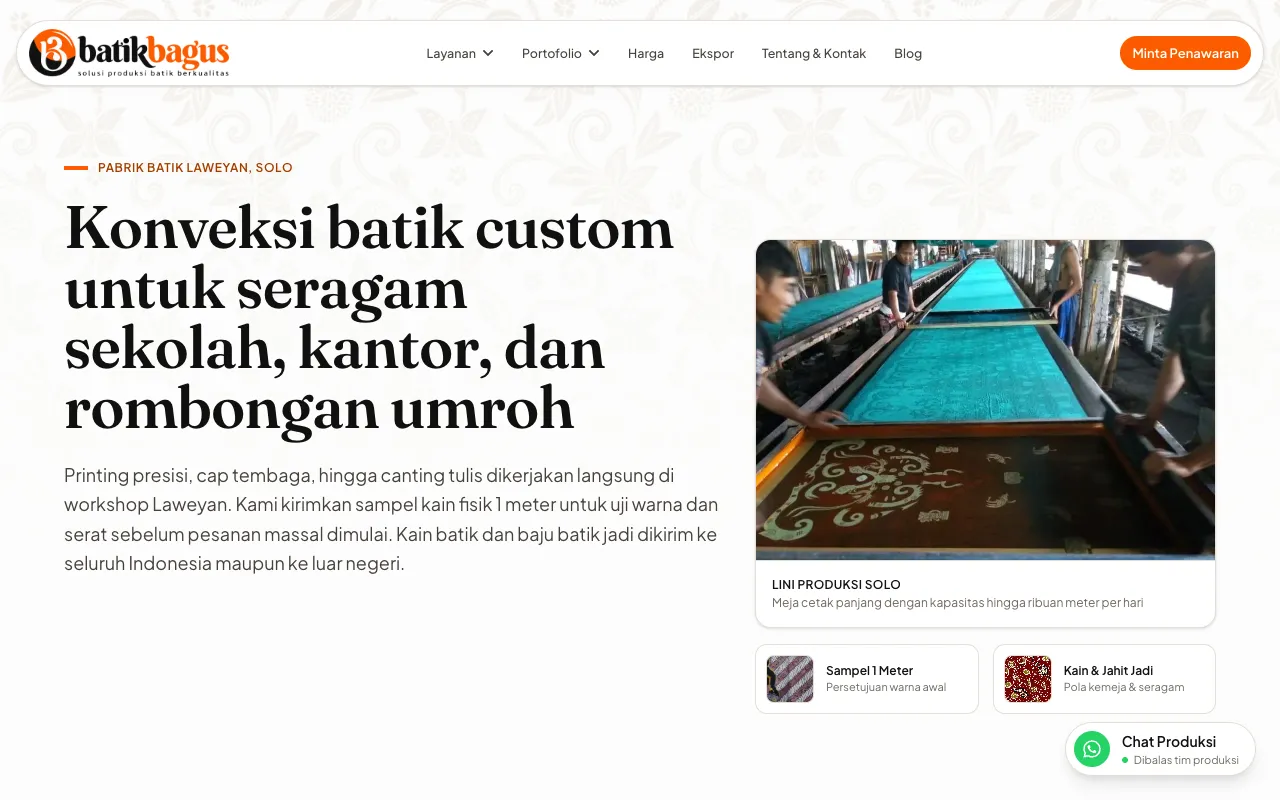 batikbagus
solusi produksi batik berkualitas
Layanan
Portofolio
Harga
Ekspor
Tentang & Kontak
Blog
Minta Penawaran
PABRIK BATIK LAWEYAN, SOLO
Konveksi batik custom
untuk seragam
sekolah, kantor, dan
rombongan umroh
Printing presisi, cap tembaga, hingga canting tulis dikerjakan langsung di
workshop Laweyan. Kami kirimkan sampel kain fisik 1 meter untuk uji warna dan
serat sebelum pesanan massal dimulai. Kain batik dan baju batik jadi dikirim ke
seluruh Indonesia maupun ke luar negeri.
LINI PRODUKSI SOLO
Meja cetak panjang dengan kapasitas hingga ribuan meter per hari
Sampel 1 Meter
Persetujuan warna awal
Kain & Jahit Jadi
Pola kemeja & seragam
Chat Produksi
Dibalas tim produksi